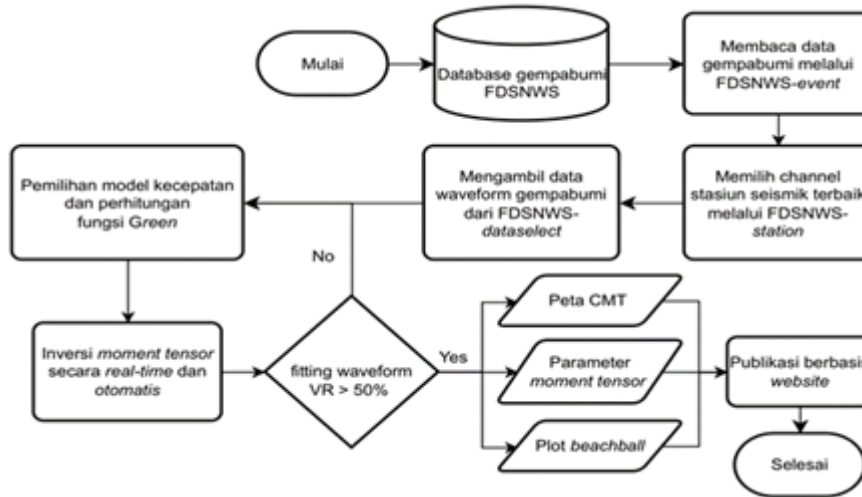 Mulai
Database gempabumi
FDSNWS
Membaca data
gempabumi melalui
FDSNWS-event
Memilih channel
stasiun seismik terbaik
melalui FDSNWS-
station
Mengambil data
waveform gempabumi
dari FDSNWS-
dataselect
Pemilihan model kecepatan
dan perhitungan
fungsi Green
Inversi moment tensor
secara real-time dan
otomatis
fitting waveform
VR > 50%
No
Yes
Peta CMT
Parameter
moment tensor
Plot beachball
Publikasi berbasis
website
Selesai